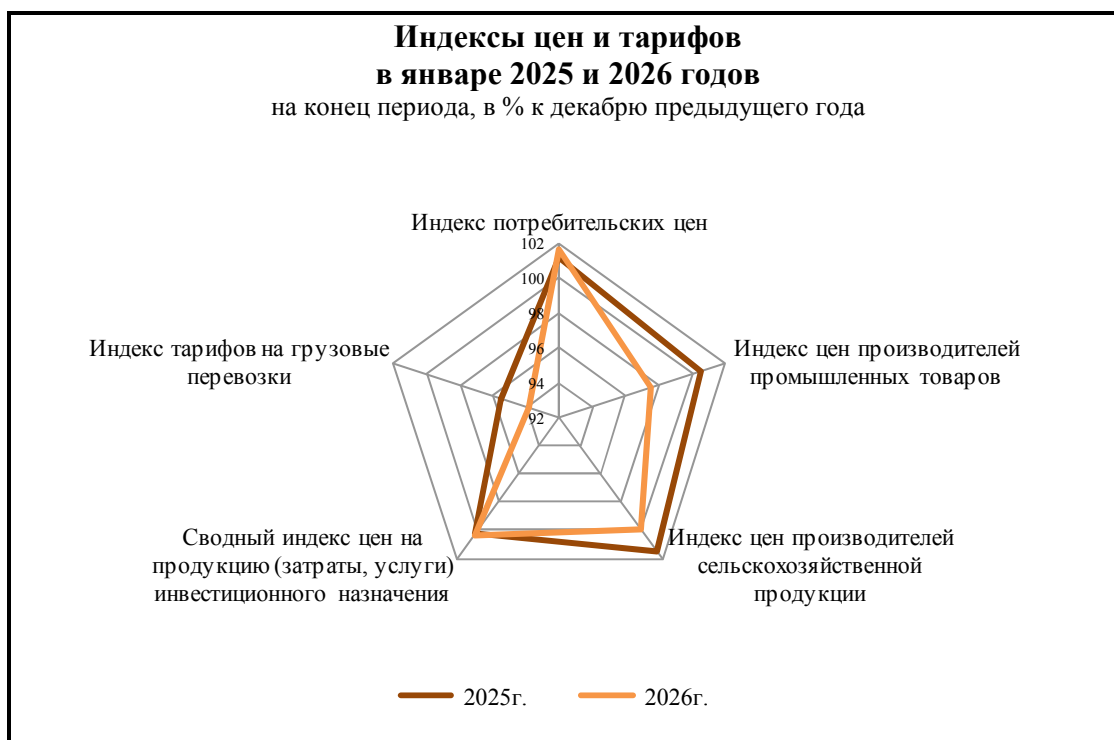 Индексы цен и тарифов
в январе 2025 и 2026 годов
на конец периода, в % к декабрю предыдущего года
Индекс потребительских цен
102
100
98
96
94
92
Индекс тарифов на грузовые
перевозки
Индекс цен производителей
промышленных товаров
Сводный индекс цен на
продукцию (затраты, услуги)
инвестиционного назначения
Индекс цен производителей
сельскохозяйственной
продукции
2025г.
2026г.